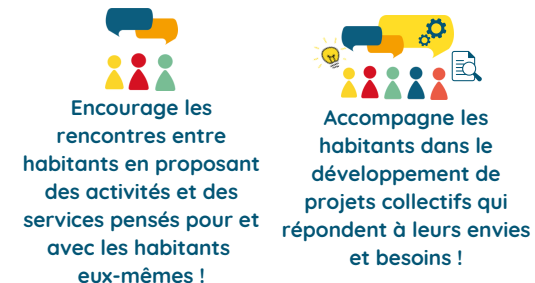 Encourage les
rencontres entre
habitants en proposant
des activités et des
services pensés pour et
avec les habitants
eux-mêmes !
Accompagne les
habitants dans le
développement de
projets collectifs qui
répondent à leurs envies
et besoins !